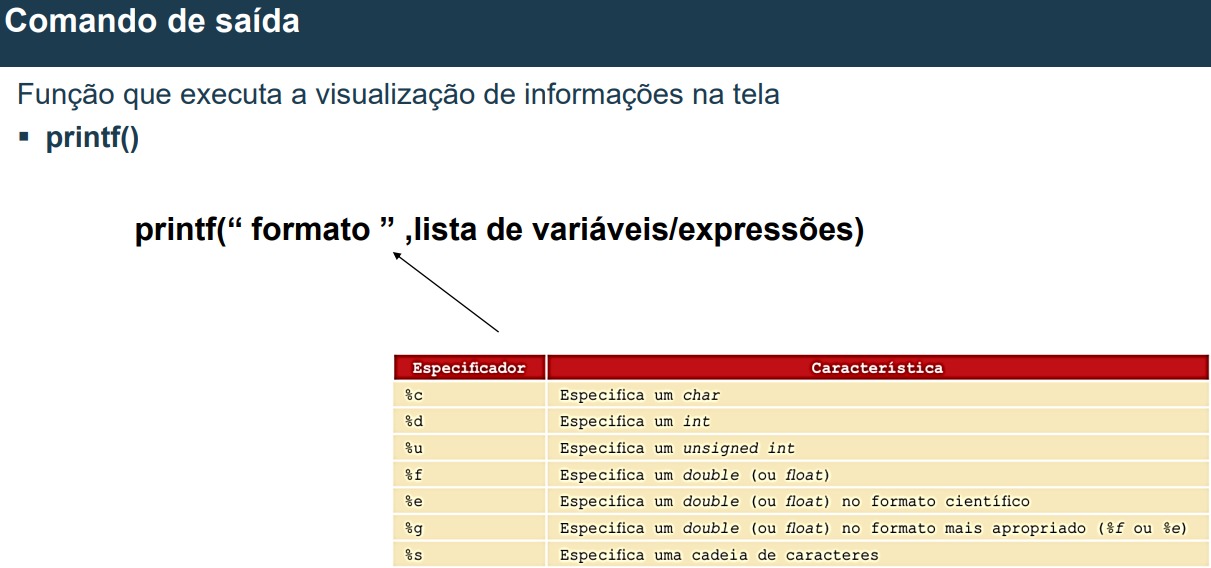 Comando de saída
Função que executa a visualização de informações na tela
▪ printf()
printf(“ formato ” ,lista de variáveis/expressões)
Especificador Característica
%c Especifica um char
%d Especifica um int
%u Especifica um unsigned int
%f Especifica um double (ou float)
%e Especifica um double (ou float) no formato científico
%g Especifica um double (ou float) no formato mais apropriado (%f ou %e)
%s Especifica uma cadeia de caracteres